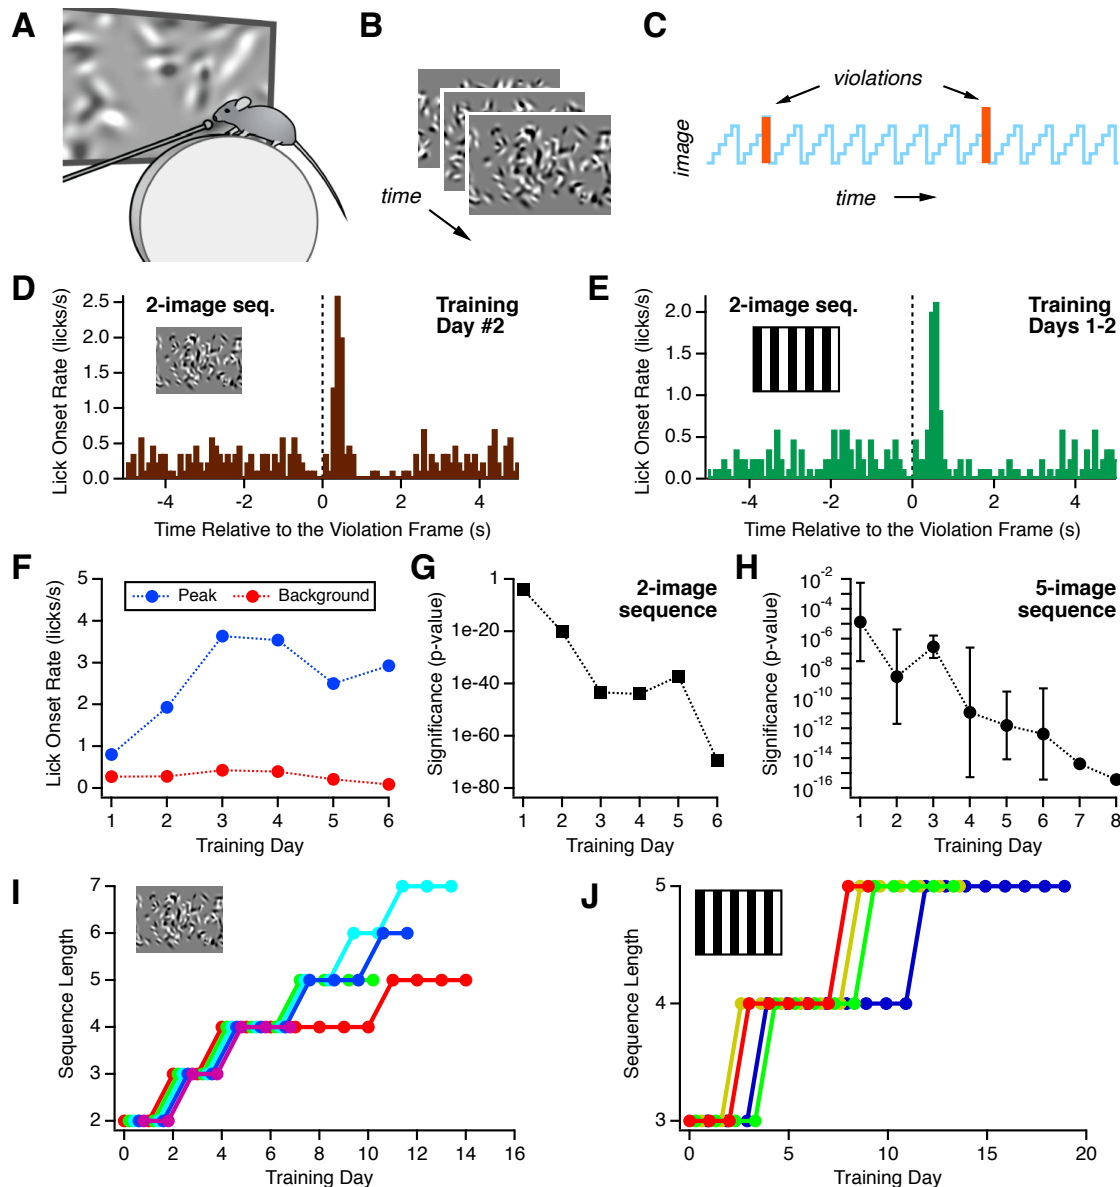 A
B
C
time
violations
image
time
D
2-image seq.
Training
Day #2
Lick Onset Rate (licks/s)
2.5
2.0
1.5
1.0
0.5
0.0
-4
-2
0
2
4
Time Relative to the Violation Frame (s)
E
2-image seq.
Training
Days 1-2
Lick Onset Rate (licks/s)
2.0
1.5
1.0
0.5
0.0
-4
-2
0
2
4
Time Relative to the Violation Frame (s)
F
Lick Onset Rate (licks/s)
Peak
Background
5
4
3
2
1
0
1 2 3 4 5 6
Training Day
G
2-image
sequence
Significance (p-value)
1
1e-20
1e-40
1e-60
1e-80
1 2 3 4 5 6
Training Day
H
5-image
sequence
Significance (p-value)
10^-2
10^-4
10^-6
10^-8
10^-10
10^-12
10^-14
10^-16
1 2 3 4 5 6 7 8
Training Day
I
Sequence Length
7
6
5
4
3
2
0 2 4 6 8 10 12 14 16
Training Day
J
Sequence Length
5
4
3
0 5 10 15 20
Training Day